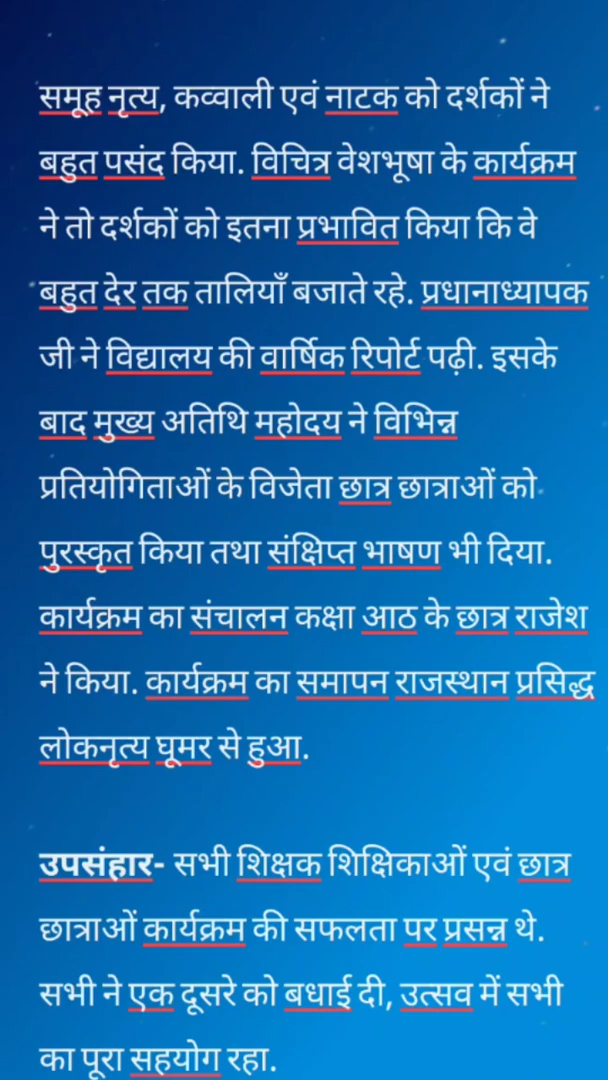 समूह नृत्य, कव्वाली एवं नाटक को दर्शकों ने
बहुत पसंद किया. विचित्र वेशभूषा के कार्यक्रम
ने तो दर्शकों को इतना प्रभावित किया कि वे
बहुत देर तक तालियाँ बजाते रहे. प्रधानाध्यापक
जी ने विद्यालय की वार्षिक रिपोर्ट पढ़ी. इसके
बाद मुख्य अतिथि महोदय ने विभिन्न
प्रतियोगिताओं के विजेता छात्र छात्राओं को
पुरस्कृत किया तथा संक्षिप्त भाषण भी दिया.
कार्यक्रम का संचालन कक्षा आठ के छात्र राजेश
ने किया. कार्यक्रम का समापन राजस्थान प्रसिद्ध
लोकनृत्य घूमर से हुआ.
उपसंहार- सभी शिक्षक शिक्षिकाओं एवं छात्र
छात्राओं कार्यक्रम की सफलता पर प्रसन्न थे.
सभी ने एक दूसरे को बधाई दी, उत्सव में सभी
का पूरा सहयोग रहा.